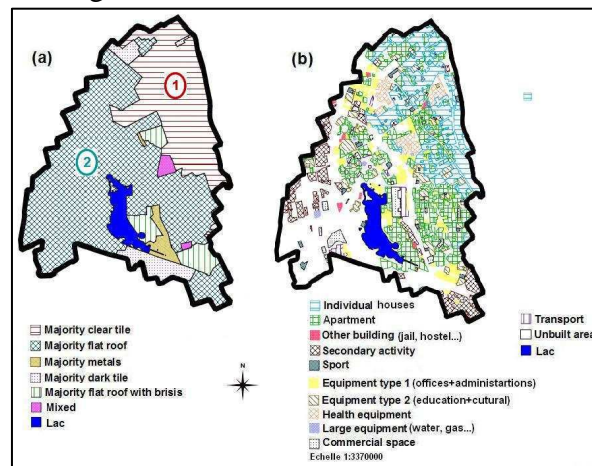 (a)
1
2
(b)
Majority clear tile
Majority flat roof
Majority metals
Majority dark tile
Majority flat roof with brisis
Mixed
Lac
N
Individual houses
Apartment
Other building (jail, hostel...)
Secondary activity
Sport
Equipment type 1 (offices+administartions)
Equipment type 2 (education+cutural)
Health equipment
Large equipment (water, gas...)
Commercial space
Echelle 1:3370000
Transport
Unbuilt area
Lac